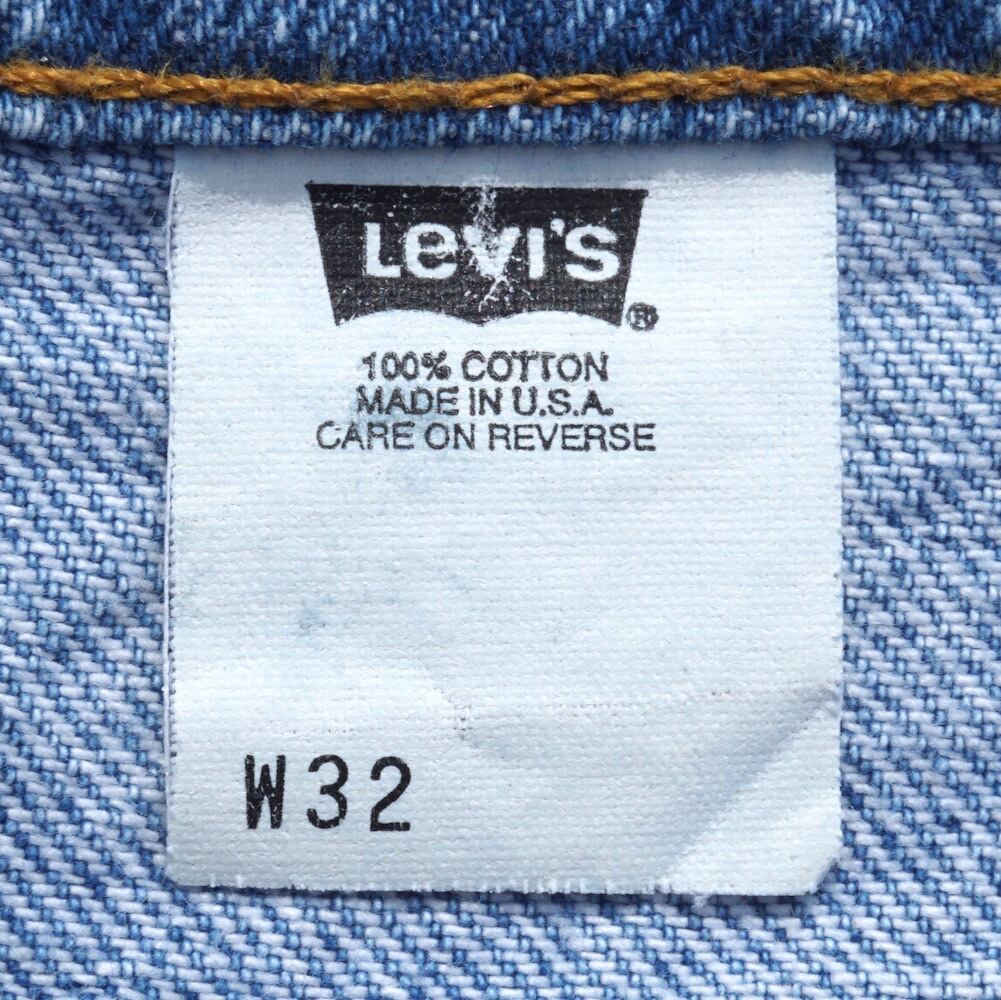 Levi's
®
100% COTTON
MADE IN U.S.A.
CARE ON REVERSE
W32